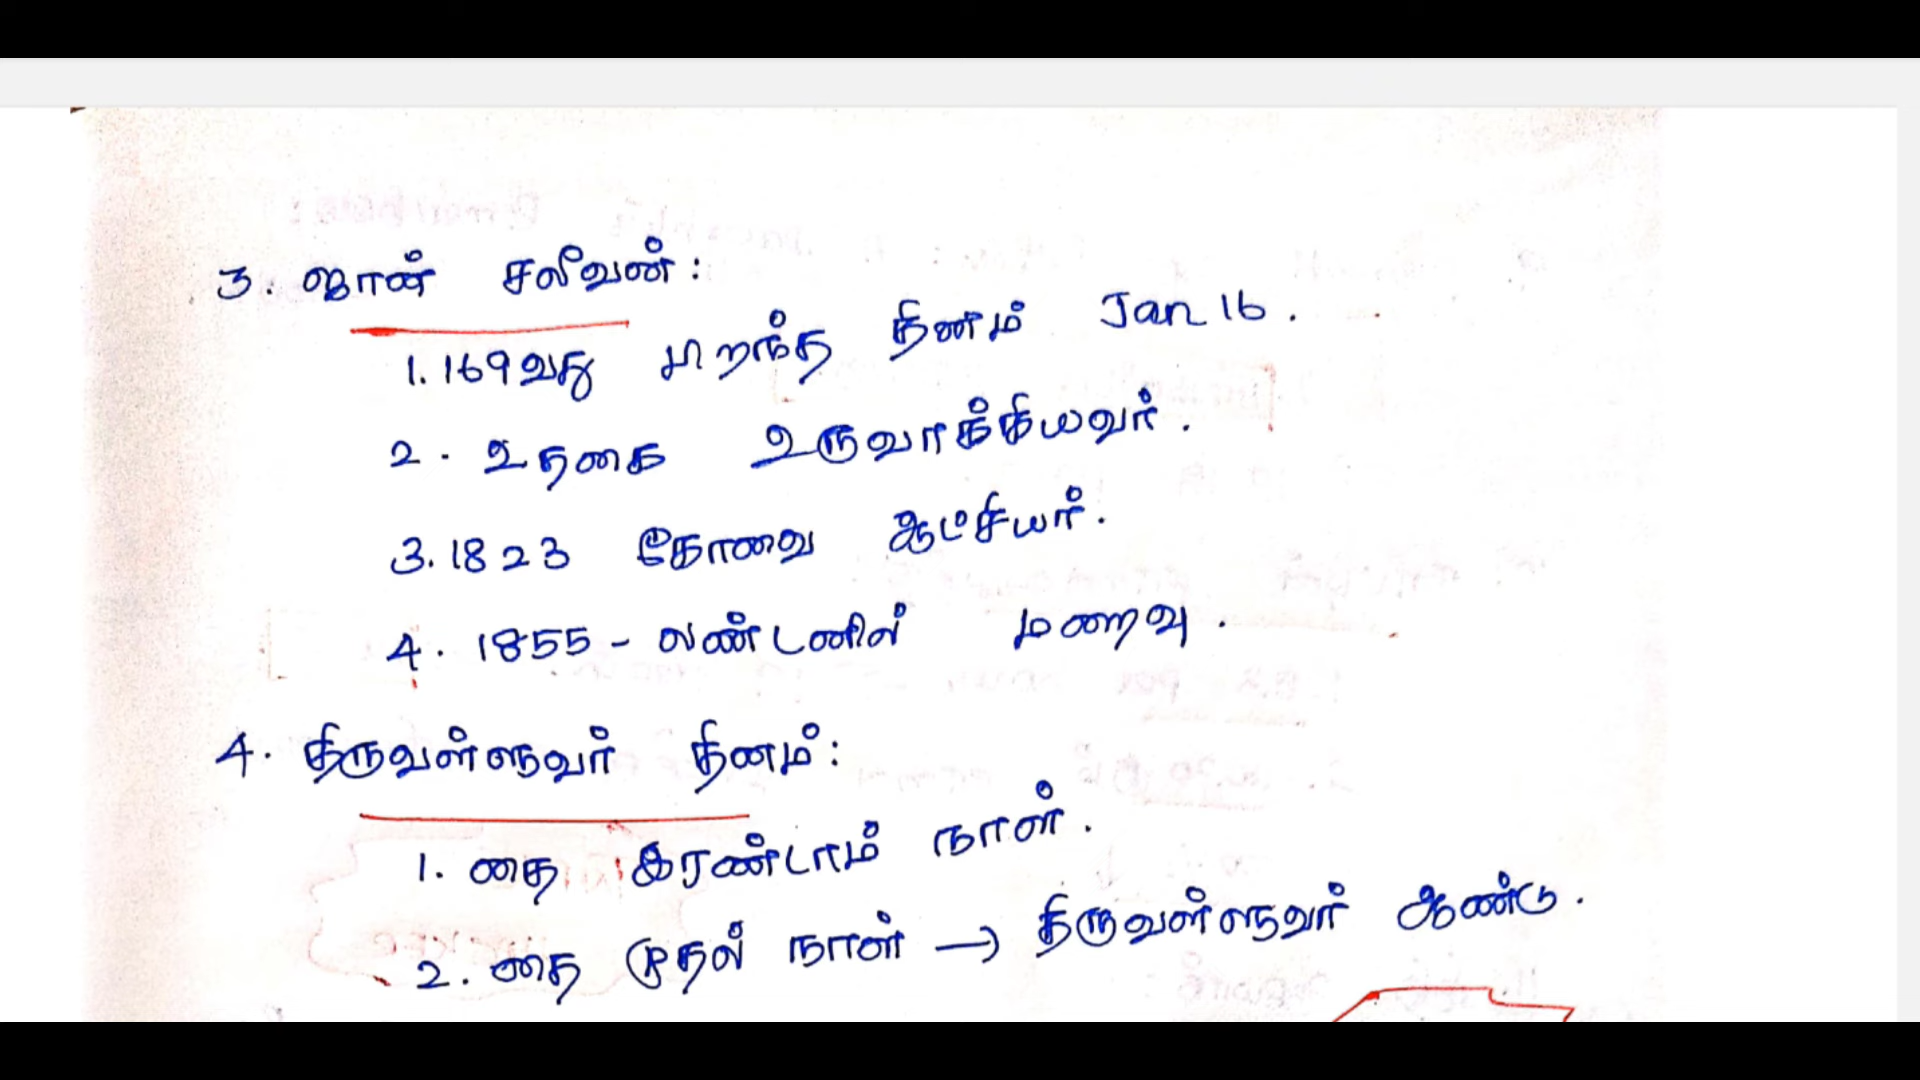 3. ஜான் சலிவன்:
1. 169வது பிறந்த தினம் Jan 16.
2. உதகை உருவாக்கியவர்.
3. 1823 கோவை ஆட்சியர்.
4. 1855 - லண்டனில் மறைவு.
4. திருவள்ளுவர் தினம்:
1. தை இரண்டாம் நாள்.
2. தை முதல் நாள் → திருவள்ளுவர் ஆண்டு.